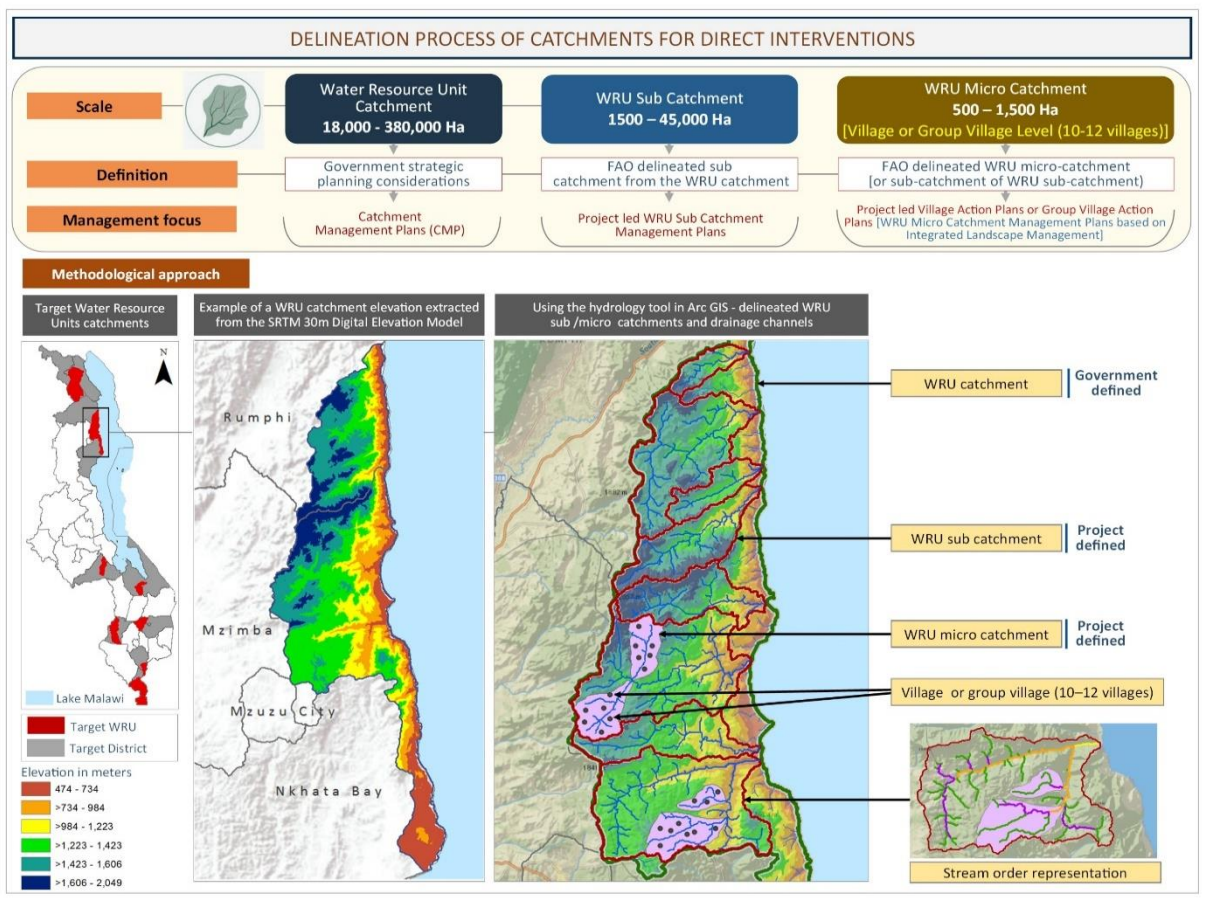 DELINEATION PROCESS OF CATCHMENTS FOR DIRECT INTERVENTIONS
Scale
Water Resource Unit
Catchment
18,000 - 380,000 Ha
WRU Sub Catchment
1500 – 45,000 Ha
WRU Micro Catchment
500 – 1,500 Ha
[Village or Group Village Level (10-12 villages)]
Definition
Government strategic
planning considerations
FAO delineated sub
catchment from the WRU catchment
FAO delineated WRU micro-catchment
[or sub-catchment of WRU sub-catchment)
Management focus
Catchment
Management Plans (CMP)
Project led WRU Sub Catchment
Management Plans
Project led Village Action Plans or Group Village Action
Plans [WRU Micro Catchment Management Plans based on
Integrated Landscape Management]
Methodological approach
Target Water Resource
Units catchments
N
Lake Malawi
Target WRU
Target District
Elevation in meters
474 - 734
>734 - 984
>984 - 1,223
>1,223 - 1,423
>1,423 - 1,606
>1,606 - 2,049
Example of a WRU catchment elevation extracted
from the SRTM 30m Digital Elevation Model
Rumphi
Mzimba
Mzuzu City
Nkhata Bay
Using the hydrology tool in Arc GIS - delineated WRU
sub /micro catchments and drainage channels
WRU catchment
Government
defined
WRU sub catchment
Project
defined
WRU micro catchment
Project
defined
Village or group village (10–12 villages)
Stream order representation